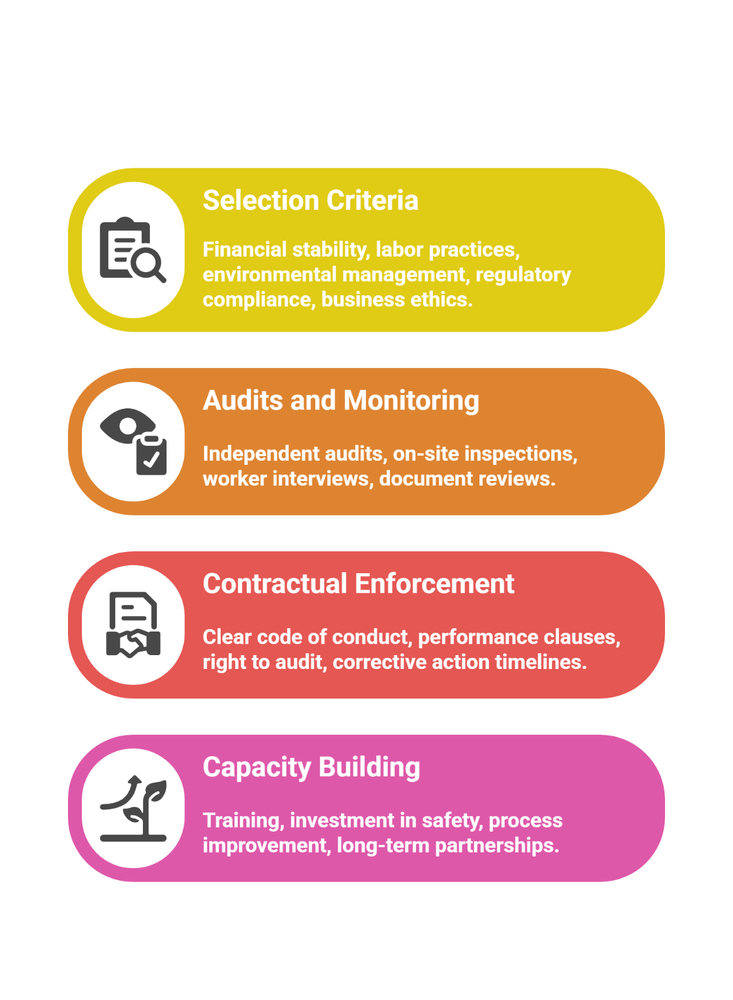 Selection Criteria
Financial stability, labor practices,
environmental management, regulatory
compliance, business ethics.
Audits and Monitoring
Independent audits, on-site inspections,
worker interviews, document reviews.
Contractual Enforcement
Clear code of conduct, performance clauses,
right to audit, corrective action timelines.
Capacity Building
Training, investment in safety, process
improvement, long-term partnerships.